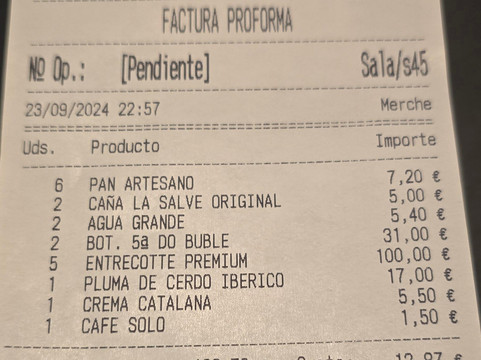 FACTURA PROFORMA
Nº Op.: [Pendiente] Sala/s45
23/09/2024 22:57 Merche
Uds. Producto Importe
6 PAN ARTESANO 7,20 €
2 CAÑA LA SALVE ORIGINAL 5,00 €
2 AGUA GRANDE 5,40 €
2 BOT. 5ª DO BUBLE 31,00 €
5 ENTRECOTTE PREMIUM 100,00 €
1 PLUMA DE CERDO IBERICO 17,00 €
1 CREMA CATALANA 5,50 €
1 CAFE SOLO 1,50 €